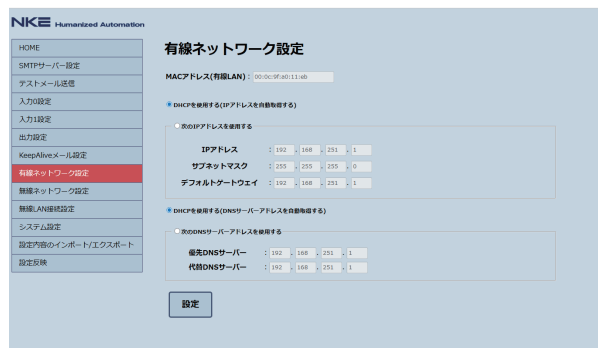 NKE Humanized Automation
HOME
SMTPサーバー設定
テストメール送信
入力0設定
入力1設定
出力設定
KeepAliveメール設定
有線ネットワーク設定
無線ネットワーク設定
無線LAN接続設定
システム設定
設定内容のインポート/エクスポート
設定反映
有線ネットワーク設定
MACアドレス(有線LAN) : 00:0c:9f:a0:11:eb
DHCPを使用する(IPアドレスを自動取得する)
次のIPアドレスを使用する
IPアドレス : 192 . 168 . 251 . 1
サブネットマスク : 255 . 255 . 255 . 0
デフォルトゲートウェイ : 192 . 168 . 251 . 1
DHCPを使用する(DNSサーバーアドレスを自動取得する)
次のDNSサーバーアドレスを使用する
優先DNSサーバー : 192 . 168 . 251 . 1
代替DNSサーバー : 192 . 168 . 251 . 1
設定